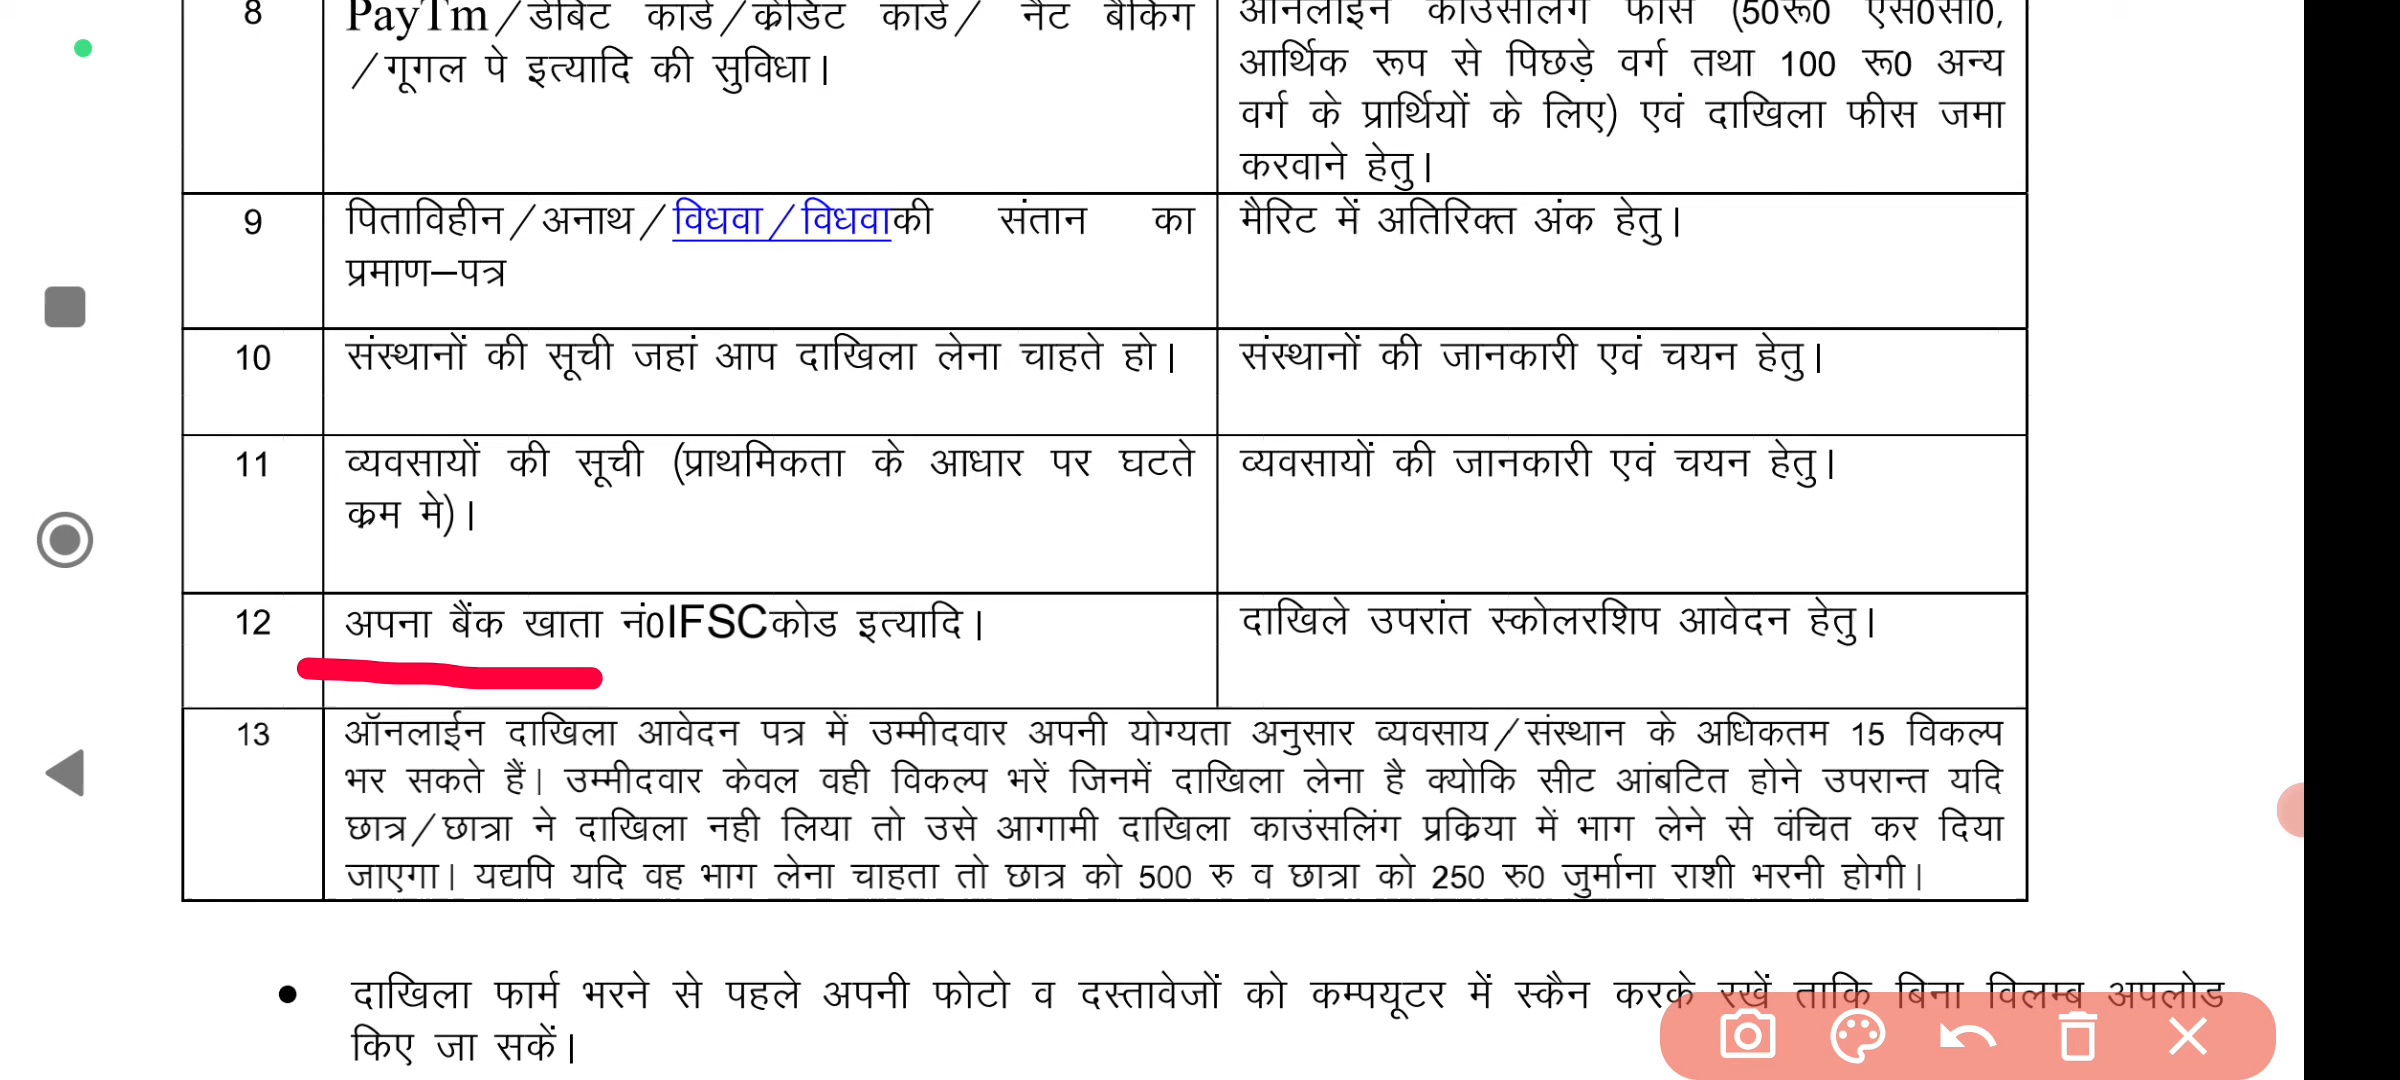 8 PayTm/डेबिट कार्ड/क्रेडिट कार्ड/ नैट बैंकिंग
/गूगल पे इत्यादि की सुविधा।
ऑनलाइन काउंसलिंग फीस (50रू0 एस0सी0,
आर्थिक रूप से पिछड़े वर्ग तथा 100 रू0 अन्य
वर्ग के प्रार्थियों के लिए) एवं दाखिला फीस जमा
करवाने हेतु।
9 पिताविहीन/अनाथ/विधवा/विधवाकी संतान का
प्रमाण–पत्र
मैरिट में अतिरिक्त अंक हेतु।
10 संस्थानों की सूची जहां आप दाखिला लेना चाहते हो।
संस्थानों की जानकारी एवं चयन हेतु।
11 व्यवसायों की सूची (प्राथमिकता के आधार पर घटते
क्रम मे)।
व्यवसायों की जानकारी एवं चयन हेतु।
12 अपना बैंक खाता नं0IFSCकोड इत्यादि।
दाखिले उपरांत स्कोलरशिप आवेदन हेतु।
13 ऑनलाईन दाखिला आवेदन पत्र में उम्मीदवार अपनी योग्यता अनुसार व्यवसाय/संस्थान के अधिकतम 15 विकल्प
भर सकते हैं। उम्मीदवार केवल वही विकल्प भरें जिनमें दाखिला लेना है क्योकि सीट आंबटित होने उपरान्त यदि
छात्र/छात्रा ने दाखिला नही लिया तो उसे आगामी दाखिला काउंसलिंग प्रक्रिया में भाग लेने से वंचित कर दिया
जाएगा। यद्यपि यदि वह भाग लेना चाहता तो छात्र को 500 रु व छात्रा को 250 रु0 जुर्माना राशी भरनी होगी।
● दाखिला फार्म भरने से पहले अपनी फोटो व दस्तावेजों को कम्पयूटर में स्कैन करके रखें ताकि बिना विलम्ब अपलोड
किए जा सकें।